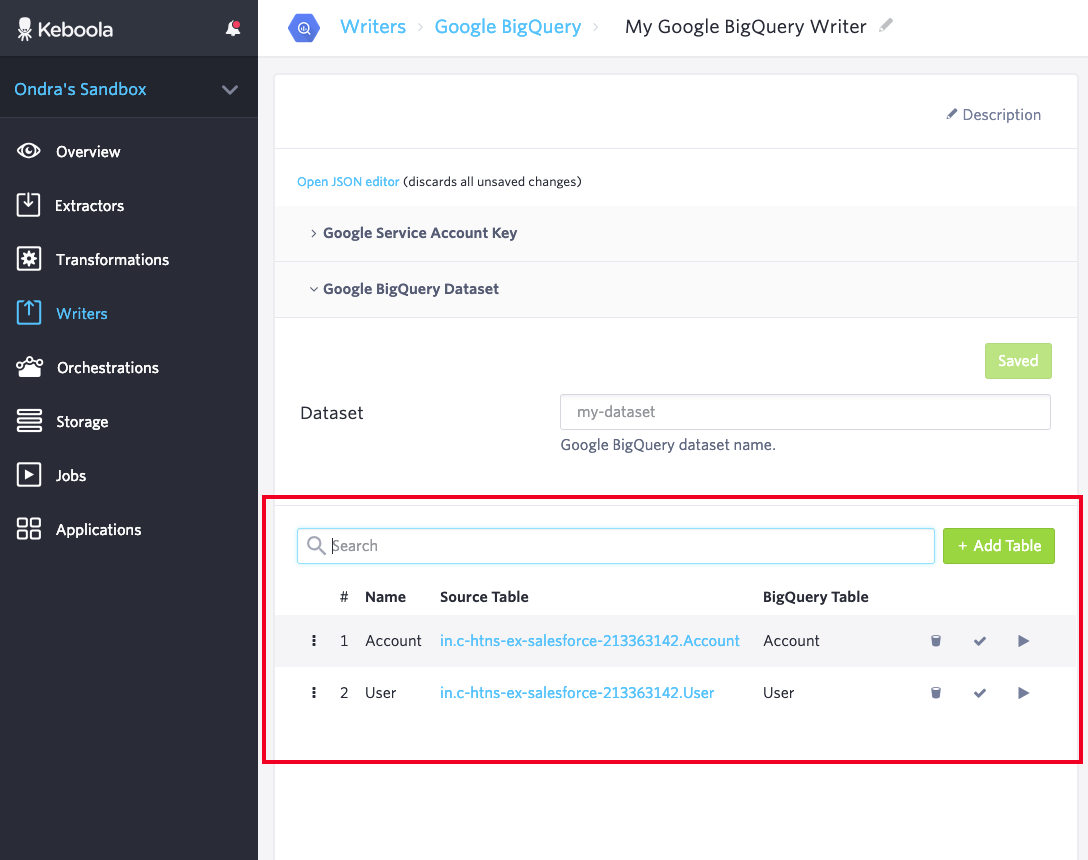 Keboola
Writers > Google BigQuery > My Google BigQuery Writer
Ondra's Sandbox
Overview
Extractors
Transformations
Writers
Orchestrations
Storage
Jobs
Applications
Description
Open JSON editor (discards all unsaved changes)
Google Service Account Key
Google BigQuery Dataset
Saved
Dataset
my-dataset
Google BigQuery dataset name.
Search
+ Add Table
# Name Source Table BigQuery Table
1 Account in.c-htns-ex-salesforce-213363142.Account Account
2 User in.c-htns-ex-salesforce-213363142.User User